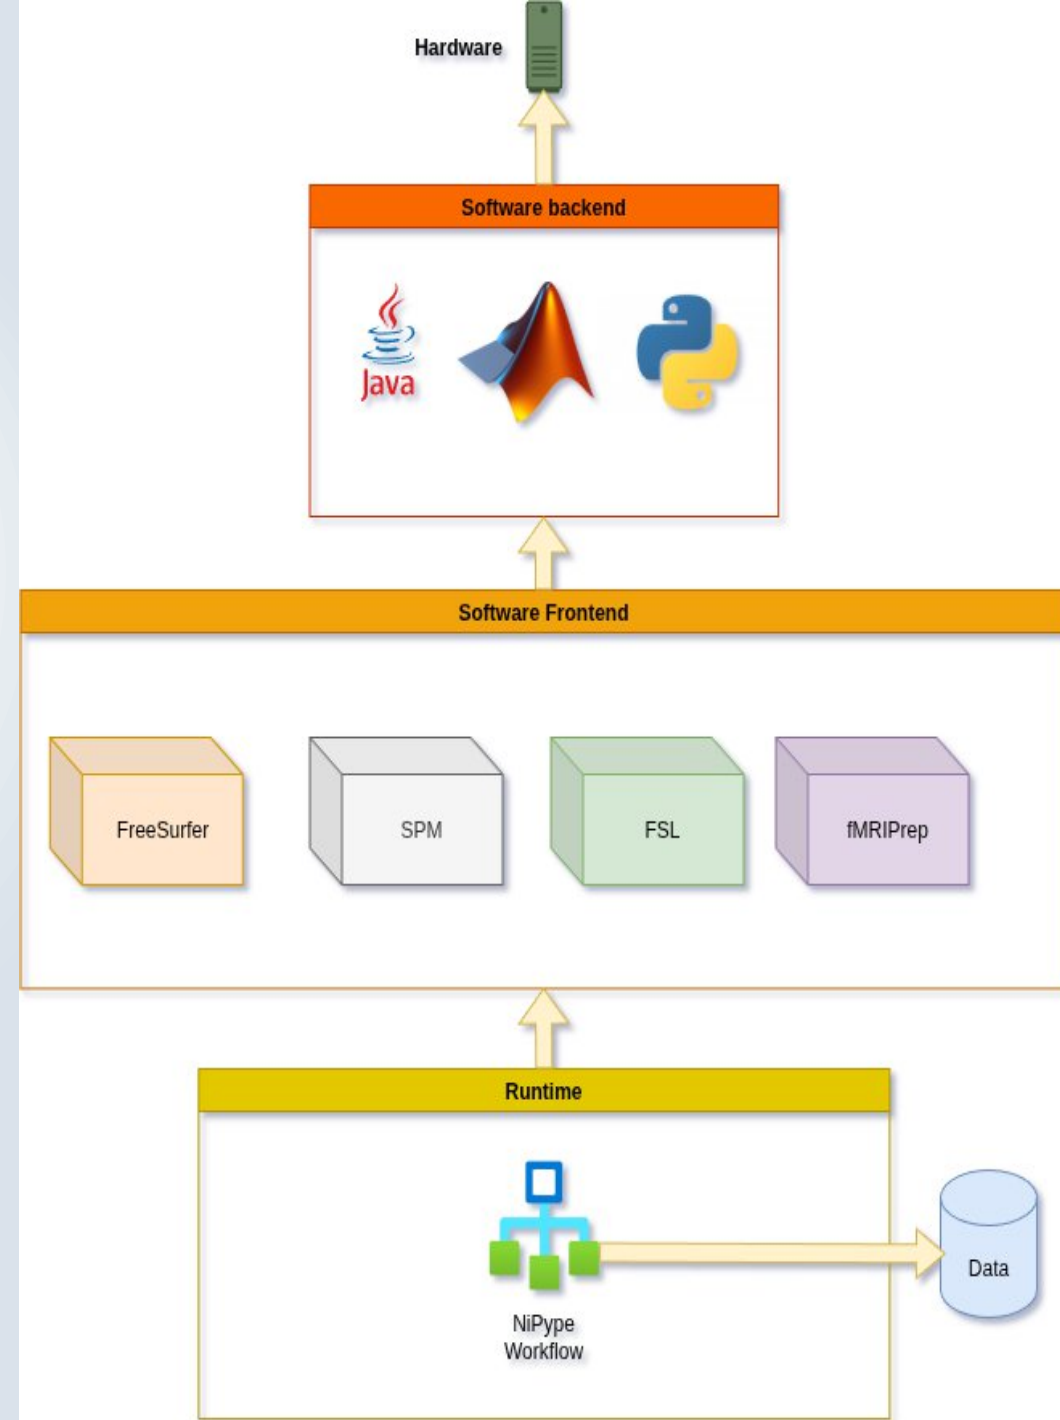 Hardware
Software backend
Java
Software Frontend
FreeSurfer
SPM
FSL
fMRIPrep
Runtime
NiPype
Workflow
Data